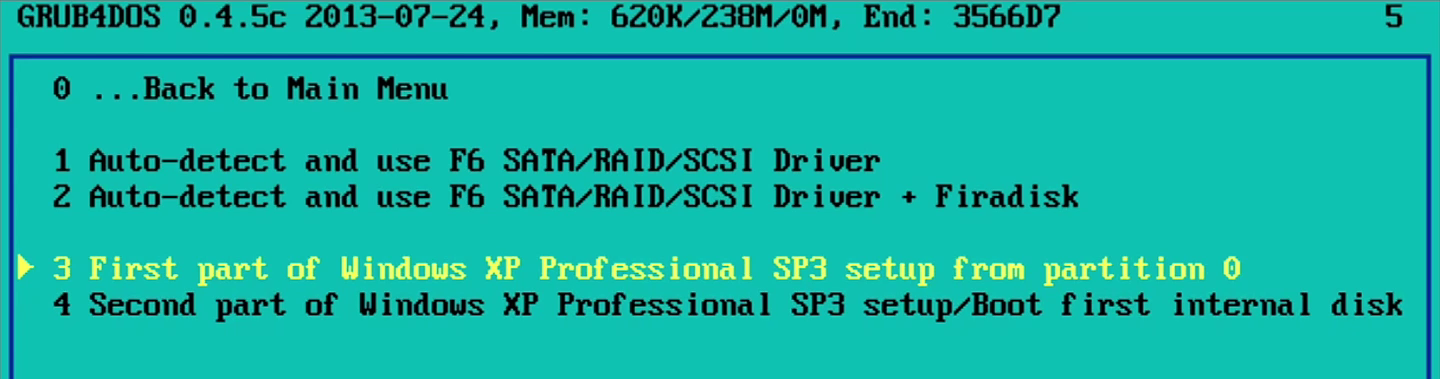 GRUB4DOS 0.4.5c 2013-07-24, Mem: 620K/238M/0M, End: 3566D7 5
0 ...Back to Main Menu
1 Auto-detect and use F6 SATA/RAID/SCSI Driver
2 Auto-detect and use F6 SATA/RAID/SCSI Driver + Firadisk
3 First part of Windows XP Professional SP3 setup from partition 0
4 Second part of Windows XP Professional SP3 setup/Boot first internal disk